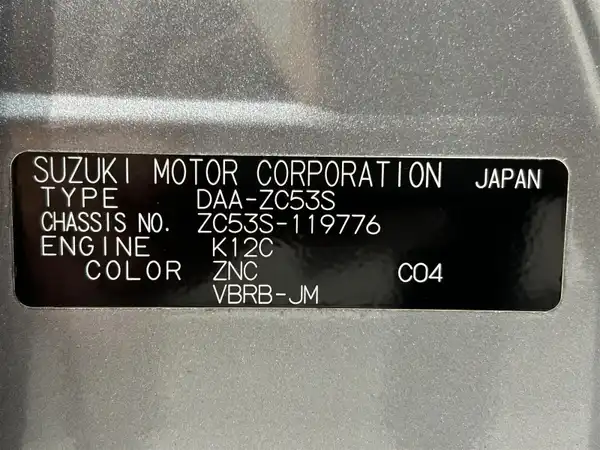 SUZUKI MOTOR CORPORATION JAPAN
TYPE DAA-ZC53S
CHASSIS NO. ZC53S-119776
ENGINE K12C
COLOR ZNC C04
VBRB-JM